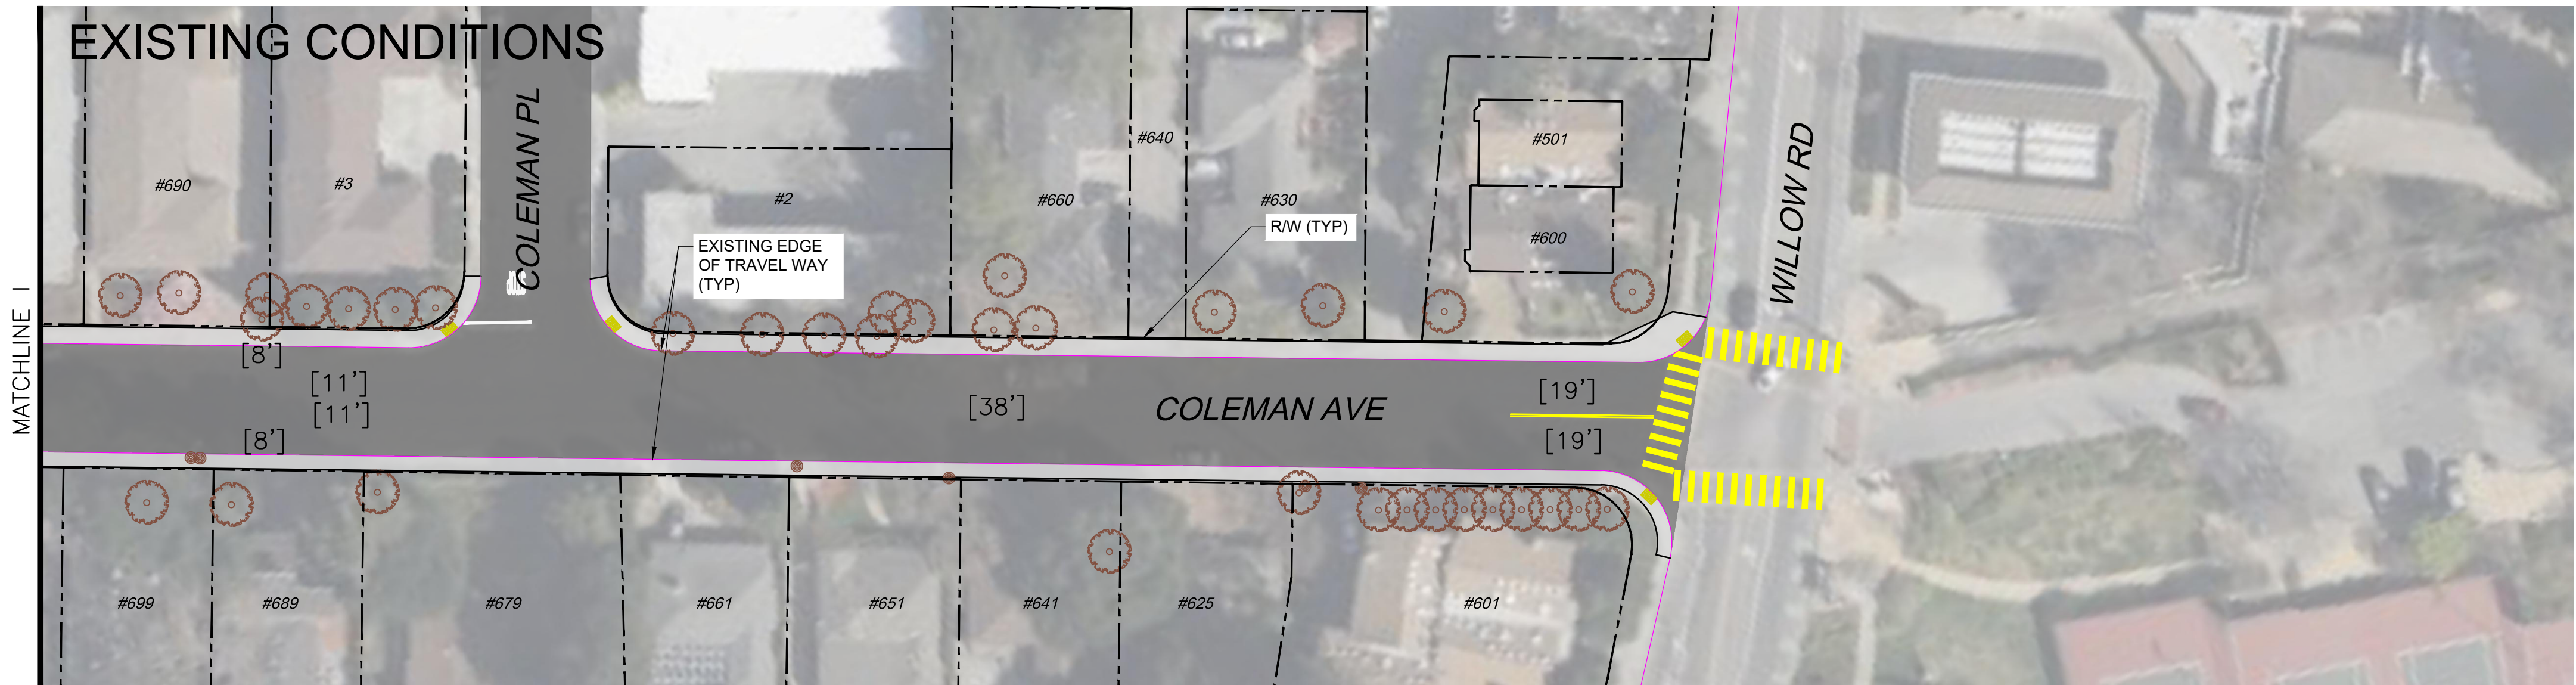 EXISTING CONDITIONS
MATCHLINE I
COLEMAN PL
WILLOW RD
#690
#3
#2
#660
#640
#630
#501
#600
EXISTING EDGE
OF TRAVEL WAY
(TYP)
R/W (TYP)
[8']
[11']
[11']
[8']
[38']
COLEMAN AVE
[19']
[19']
#699
#689
#679
#661
#651
#641
#625
#601